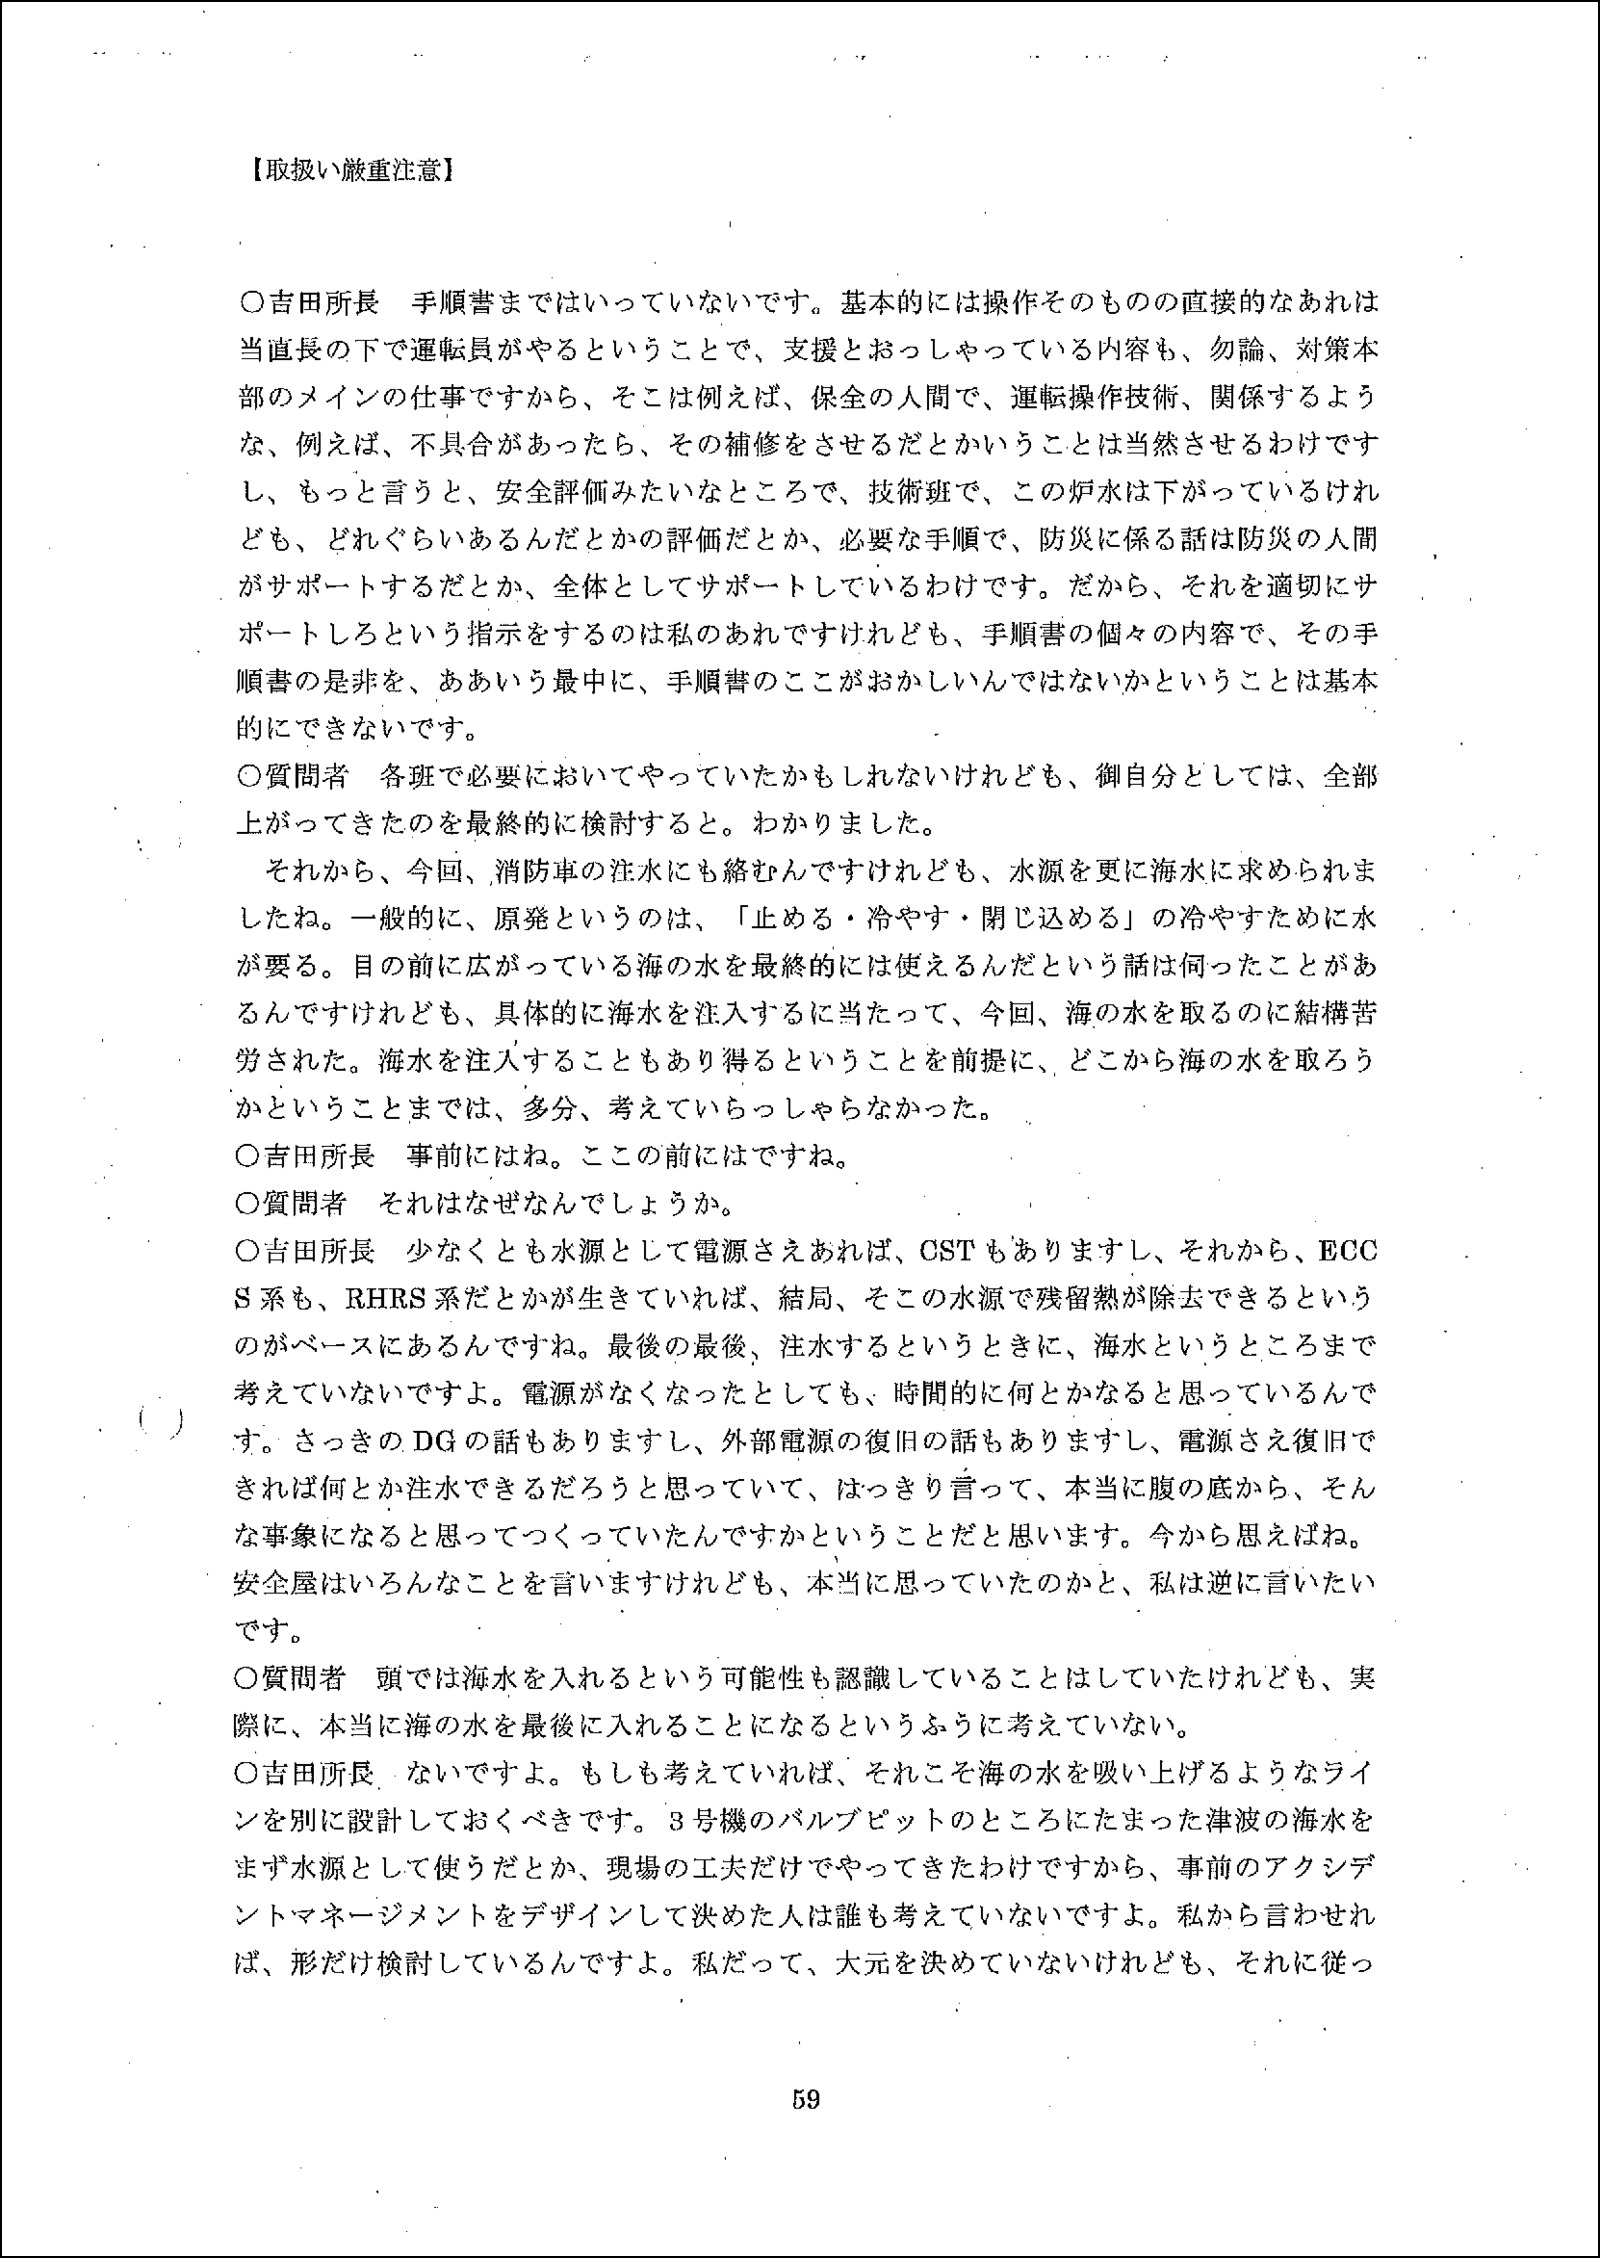 【取扱い厳重注意】
○吉田所長　手順書まではいっていないです。基本的には操作そのものの直接的なあれは
当直長の下で運転員がやるということで、支援とおっしゃっている内容も、勿論、対策本
部のメインの仕事ですから、そこは例えば、保全の人間で、運転操作技術、関係するよう
な、例えば、不具合があったら、その補修をさせるだとかいうことは当然させるわけです
し、もっと言うと、安全評価みたいなところで、技術班で、この炉水は下がっているけれ
ども、どれぐらいあるんだとかの評価だとか、必要な手順で、防災に係る話は防災の人間
がサポートするだとか、全体としてサポートしているわけです。だから、それを適切にサ
ポートしろという指示をするのは私のあれですけれども、手順書の個々の内容で、その手
順書の是非を、ああいう最中に、手順書のここがおかしいんではないかということは基本
的にできないです。
○質問者　各班で必要においてやっていたかもしれないけれども、御自分としては、全部
上がってきたのを最終的に検討すると。わかりました。
　それから、今回、消防車の注水にも絡むんですけれども、水源を更に海水に求められま
したね。一般的に、原発というのは、「止める・冷やす・閉じ込める」の冷やすために水
が要る。目の前に広がっている海の水を最終的には使えるんだという話は伺ったことがあ
るんですけれども、具体的に海水を注入するに当たって、今回、海の水を取るのに結構苦
労された。海水を注入することもあり得るということを前提に、どこから海の水を取ろう
かということまでは、多分、考えていらっしゃらなかった。
○吉田所長　事前にはね。ここの前にはですね。
○質問者　それはなぜなんでしょうか。
○吉田所長　少なくとも水源として電源さえあれば、CST もありますし、それから、ECC
S 系も、RHRS 系だとかが生きていれば、結局、そこの水源で残留熱が除去できるという
のがベースにあるんですね。最後の最後、注水するというときに、海水というところまで
考えていないですよ。電源がなくなったとしても、時間的に何とかなると思っているんで
す。さっきの DG の話もありますし、外部電源の復旧の話もありますし、電源さえ復旧で
きれば何とか注水できるだろうと思っていて、はっきり言って、本当に腹の底から、そん
な事象になると思ってつくっていたんですかということだと思います。今から思えばね。
安全屋はいろんなことを言いますけれども、本当に思っていたのかと、私は逆に言いたい
です。
○質問者　頭では海水を入れるという可能性も認識していることはしていたけれども、実
際に、本当に海の水を最後に入れることになるというふうに考えていない。
○吉田所長　ないですよ。もしも考えていれば、それこそ海の水を吸い上げるようなライ
ンを別に設計しておくべきです。3 号機のバルブピットのところにたまった津波の海水を
まず水源として使うだとか、現場の工夫だけでやってきたわけですから、事前のアクシデ
ントマネージメントをデザインして決めた人は誰も考えていないですよ。私から言わせれ
ば、形だけ検討しているんですよ。私だって、大元を決めていないけれども、それに従っ
59